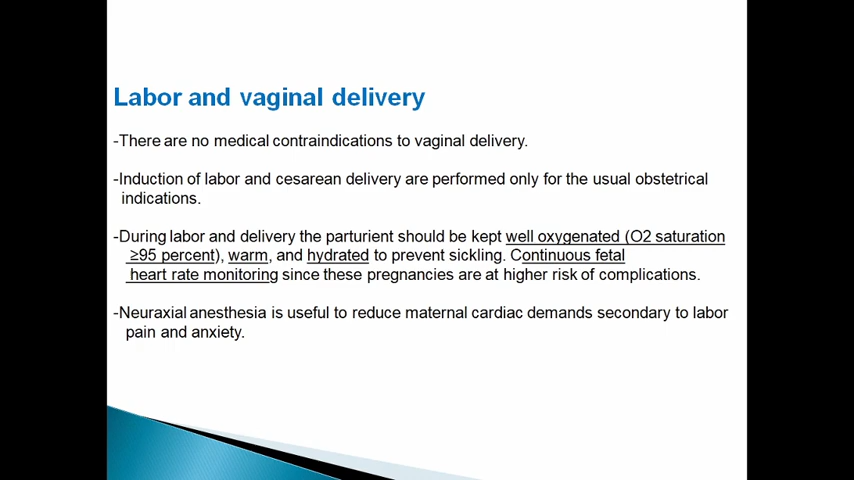 Labor and vaginal delivery
-There are no medical contraindications to vaginal delivery.
-Induction of labor and cesarean delivery are performed only for the usual obstetrical
indications.
-During labor and delivery the parturient should be kept well oxygenated (O2 saturation
≥95 percent), warm, and hydrated to prevent sickling. Continuous fetal
heart rate monitoring since these pregnancies are at higher risk of complications.
-Neuraxial anesthesia is useful to reduce maternal cardiac demands secondary to labor
pain and anxiety.